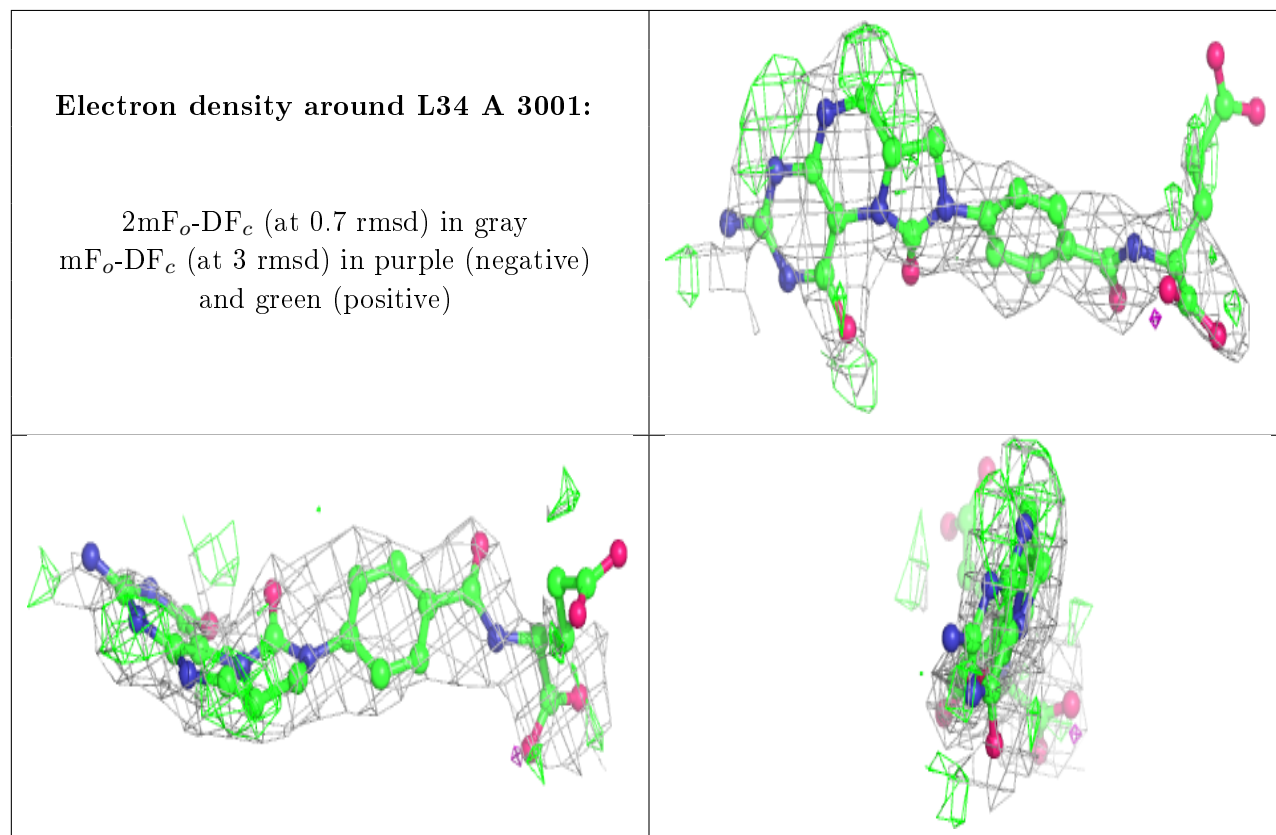 Electron density around L34 A 3001:
2mFₒ-DF𝒸 (at 0.7 rmsd) in gray
mFₒ-DF𝒸 (at 3 rmsd) in purple (negative)
and green (positive)